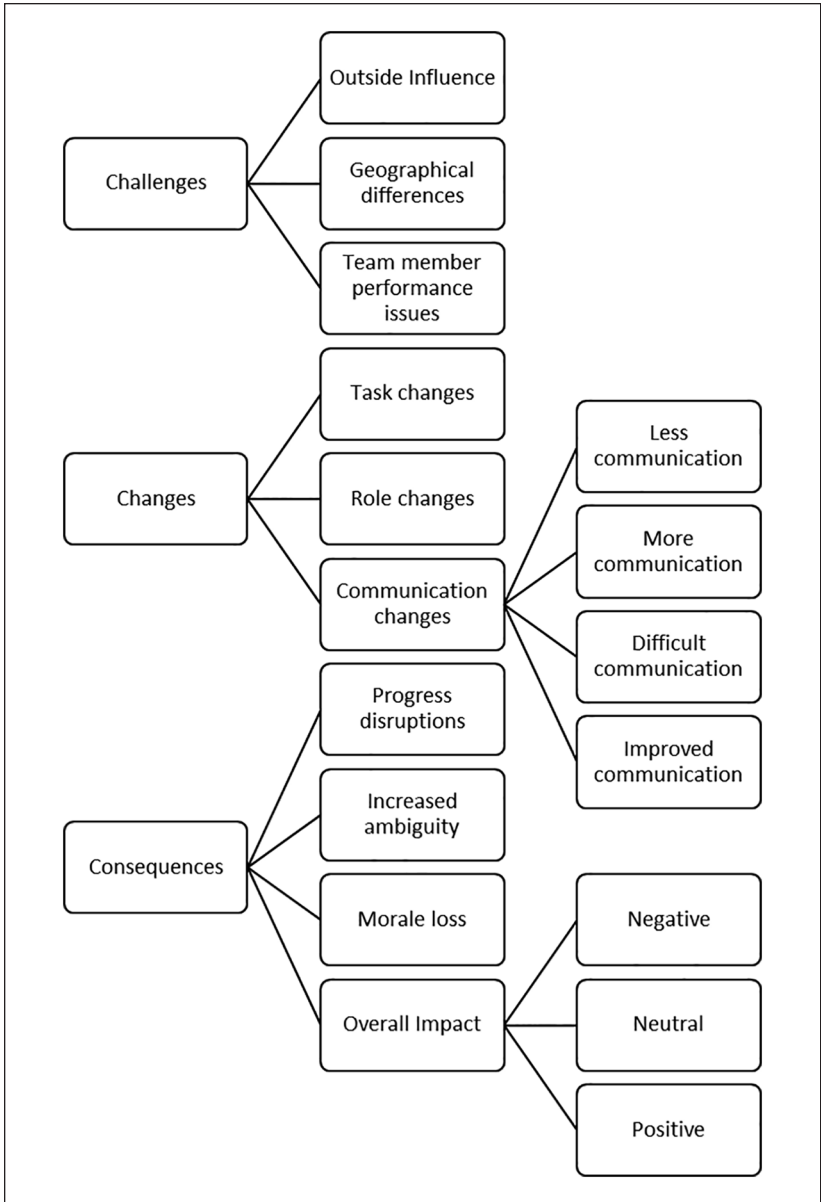 Challenges
Outside Influence
Geographical
differences
Team member
performance
issues
Changes
Task changes
Role changes
Communication
changes
Less
communication
More
communication
Difficult
communication
Improved
communication
Consequences
Progress
disruptions
Increased
ambiguity
Morale loss
Overall Impact
Negative
Neutral
Positive